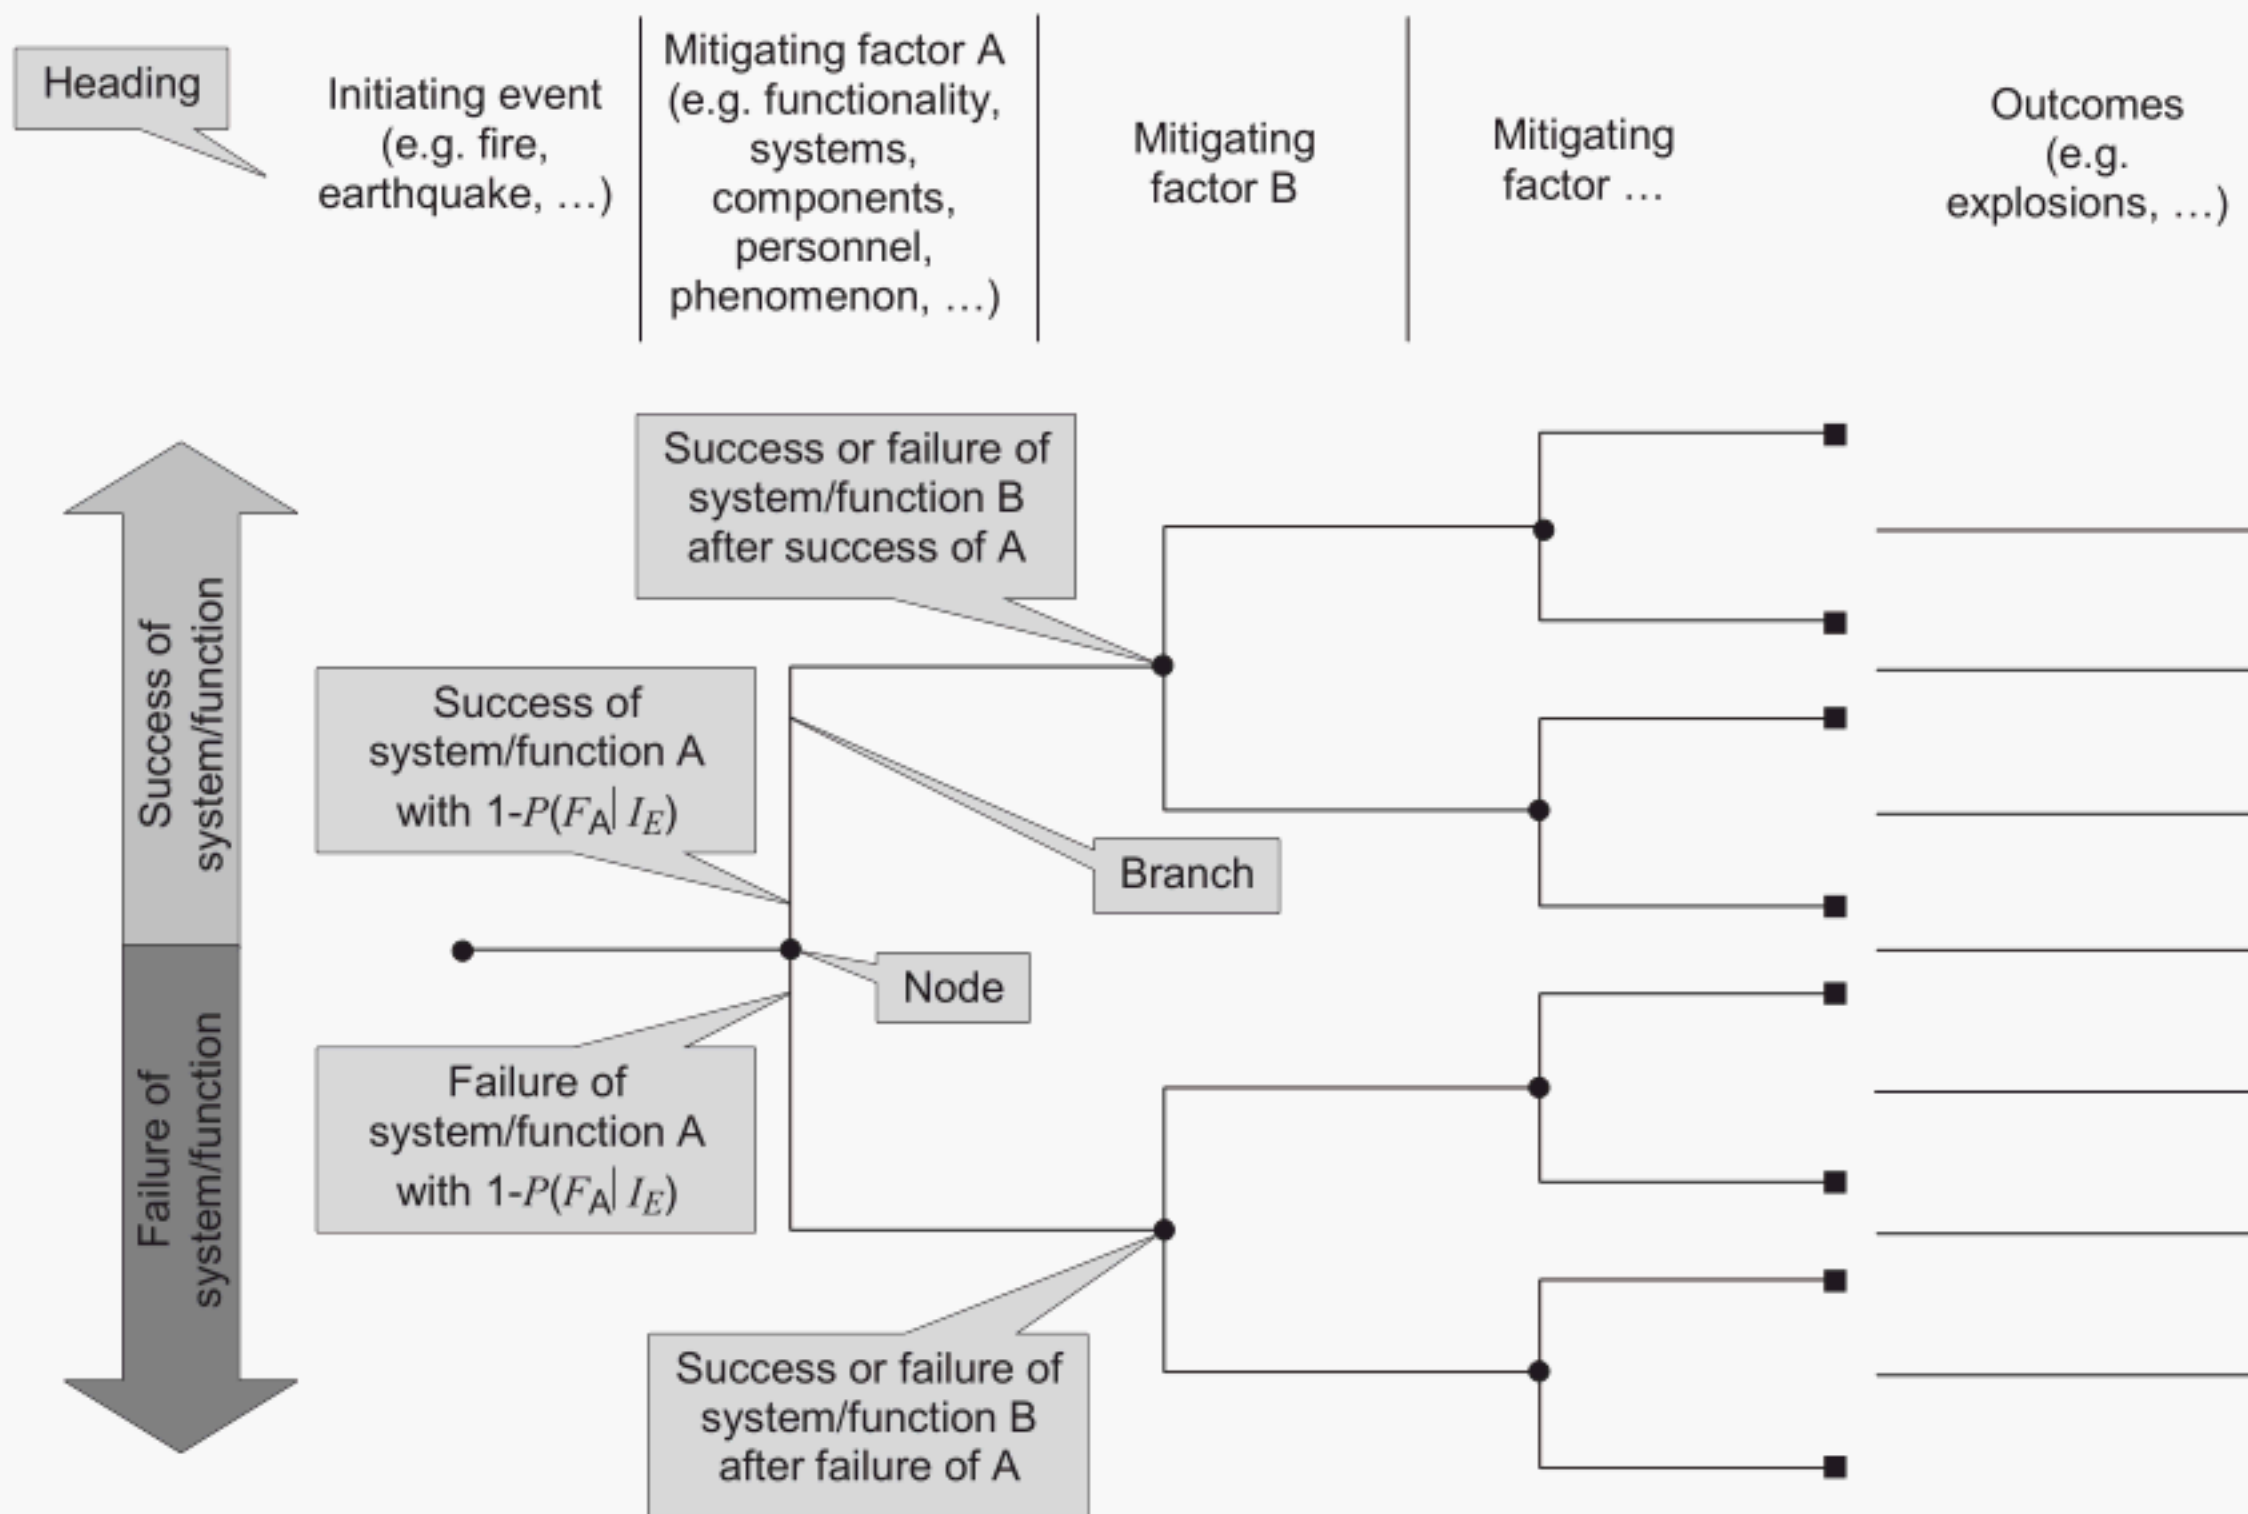 Heading
Initiating event
(e.g. fire,
earthquake, …)
Mitigating factor A
(e.g. functionality,
systems,
components,
personnel,
phenomenon, …)
Mitigating
factor B
Mitigating
factor …
Outcomes
(e.g.
explosions, …)
Success of
system/function
Failure of
system/function
Success or failure of
system/function B
after success of A
Success of
system/function A
with 1-P(FA| IE)
Branch
Node
Failure of
system/function A
with 1-P(FA| IE)
Success or failure of
system/function B
after failure of A